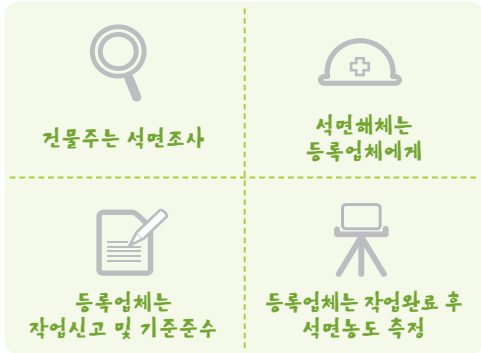 건물주는 석면조사
석면해체는
등록업체에게
등록업체는
작업신고 및 기준준수
등록업체는 작업완료 후
석면농도 측정